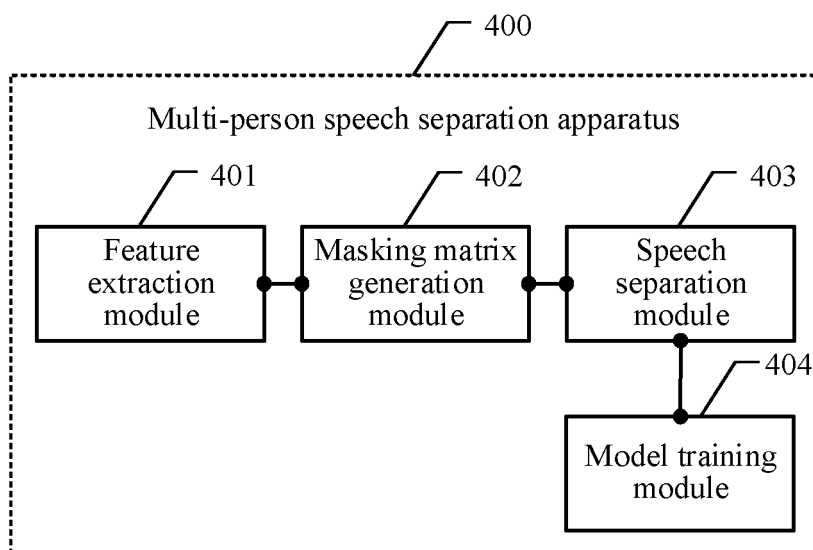 400
Multi-person speech separation apparatus
401
402
403
Feature
extraction
module
Masking matrix
generation
module
Speech
separation
module
404
Model training
module